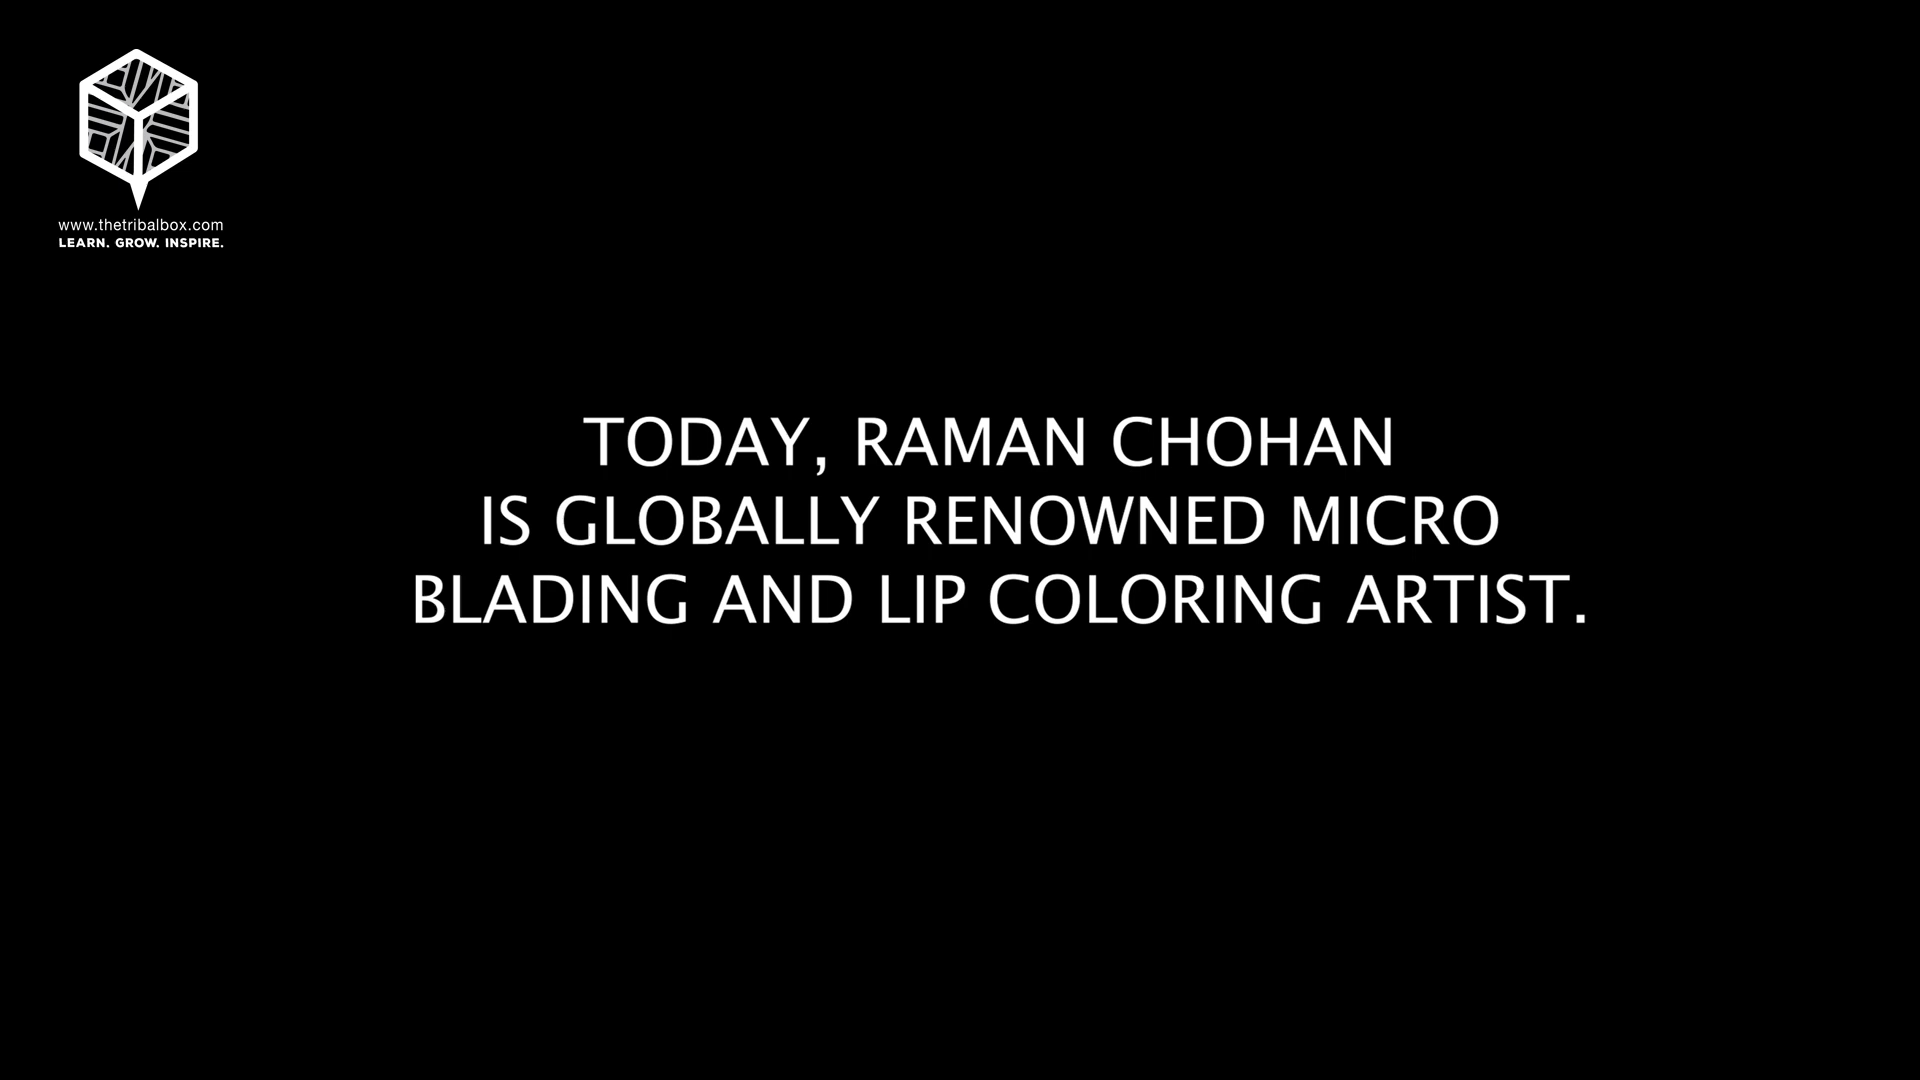 www.thetribalbox.com
LEARN. GROW. INSPIRE.
TODAY, RAMAN CHOHAN
IS GLOBALLY RENOWNED MICRO
BLADING AND LIP COLORING ARTIST.